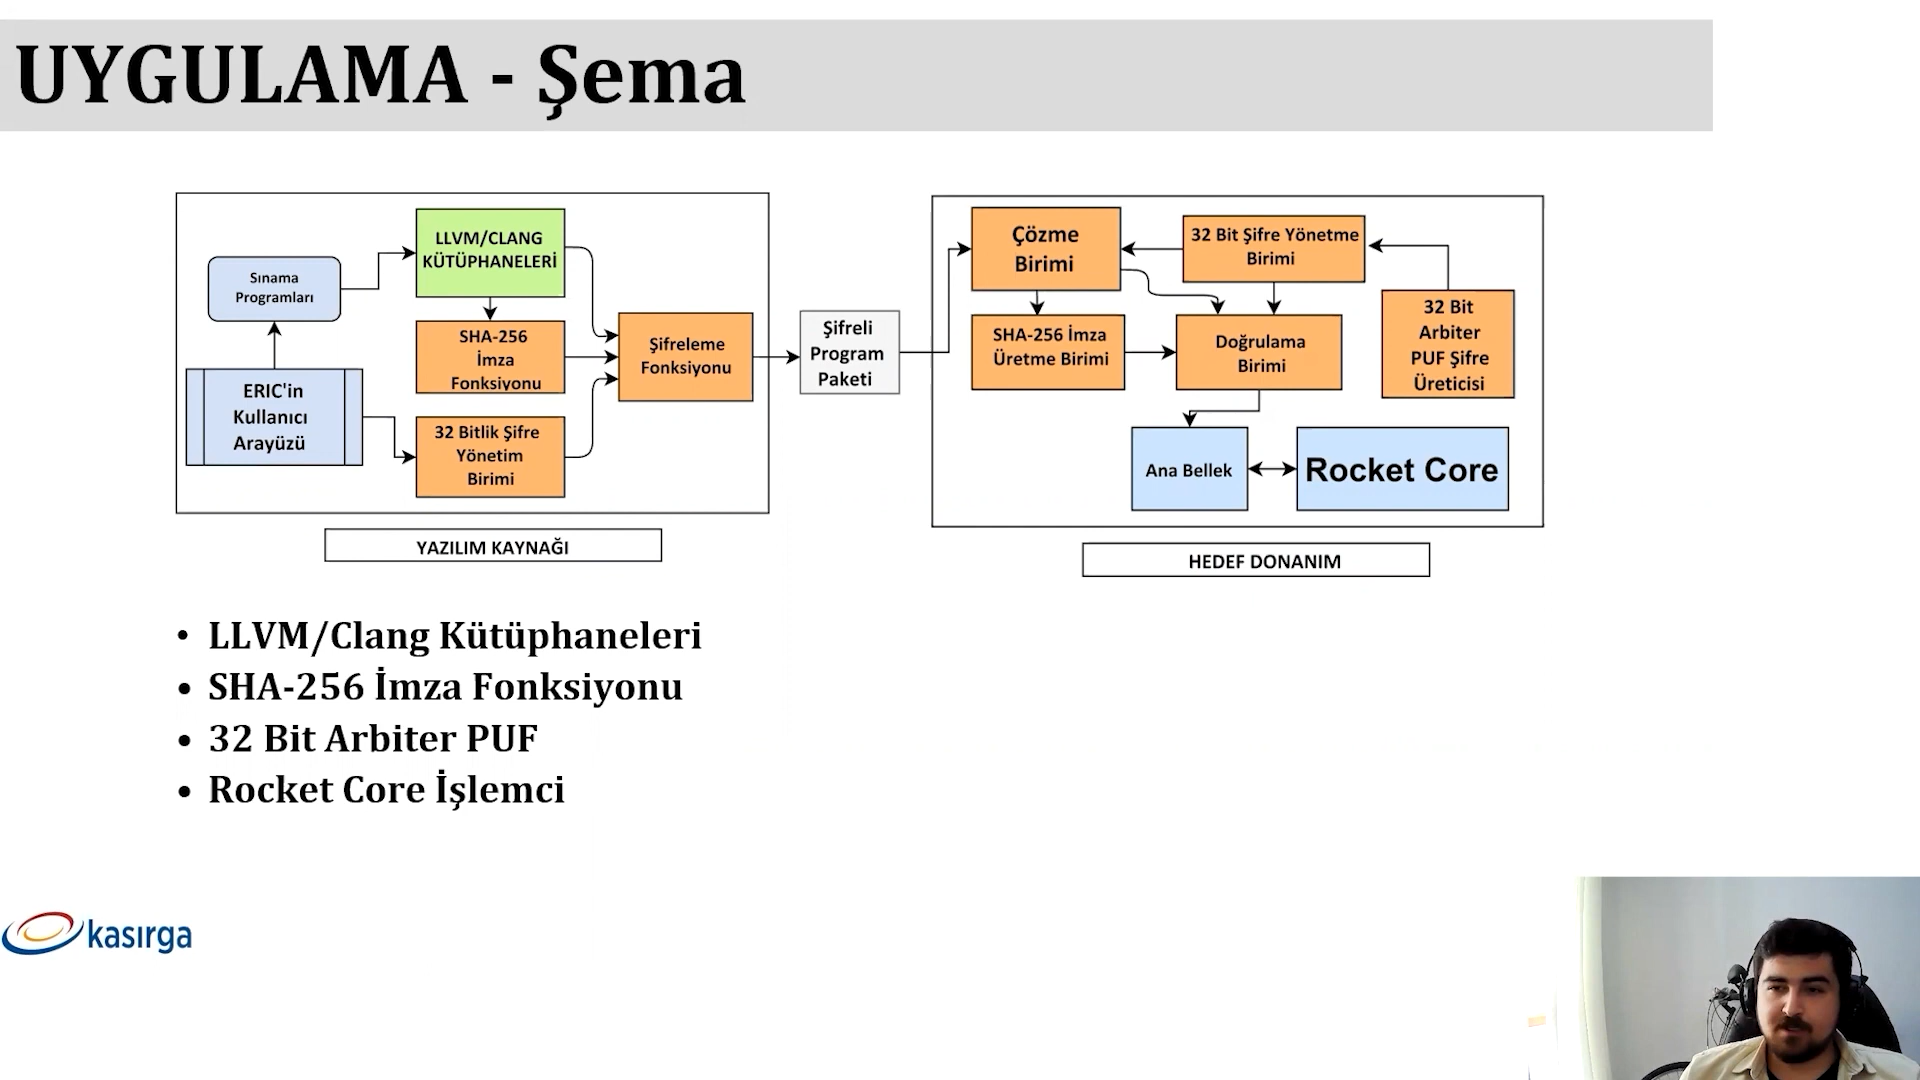 UYGULAMA - Şema
LLVM/CLANG
KÜTÜPHANELERİ
Sınama
Programları
SHA-256
İmza
Fonksiyonu
Şifreleme
Fonksiyonu
ERIC'in
Kullanıcı
Arayüzü
32 Bitlik Şifre
Yönetim
Birimi
YAZILIM KAYNAĞI
Şifreli
Program
Paketi
Çözme
Birimi
32 Bit Şifre Yönetme
Birimi
SHA-256 İmza
Üretme Birimi
Doğrulama
Birimi
32 Bit
Arbiter
PUF Şifre
Üreticisi
Ana Bellek
Rocket Core
HEDEF DONANIM
• LLVM/Clang Kütüphaneleri
• SHA-256 İmza Fonksiyonu
• 32 Bit Arbiter PUF
• Rocket Core İşlemci
kasırga